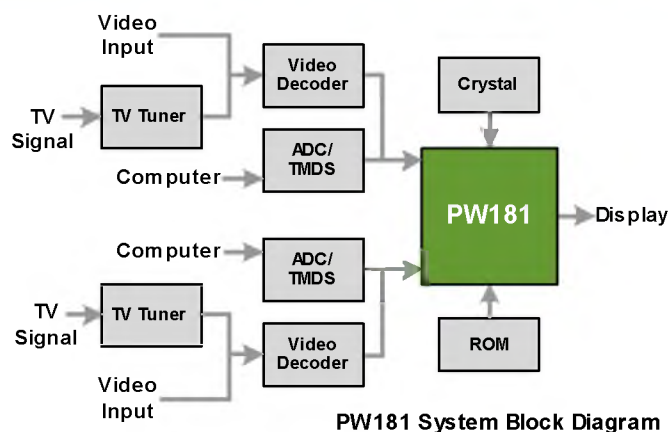 Video
Input
Video
Decoder
Crystal
TV
Signal
TV Tuner
ADC/
TMDS
Computer
PW181
Display
Computer
ADC/
TMDS
TV
Signal
TV Tuner
Video
Decoder
ROM
Video
Input
PW181 System Block Diagram